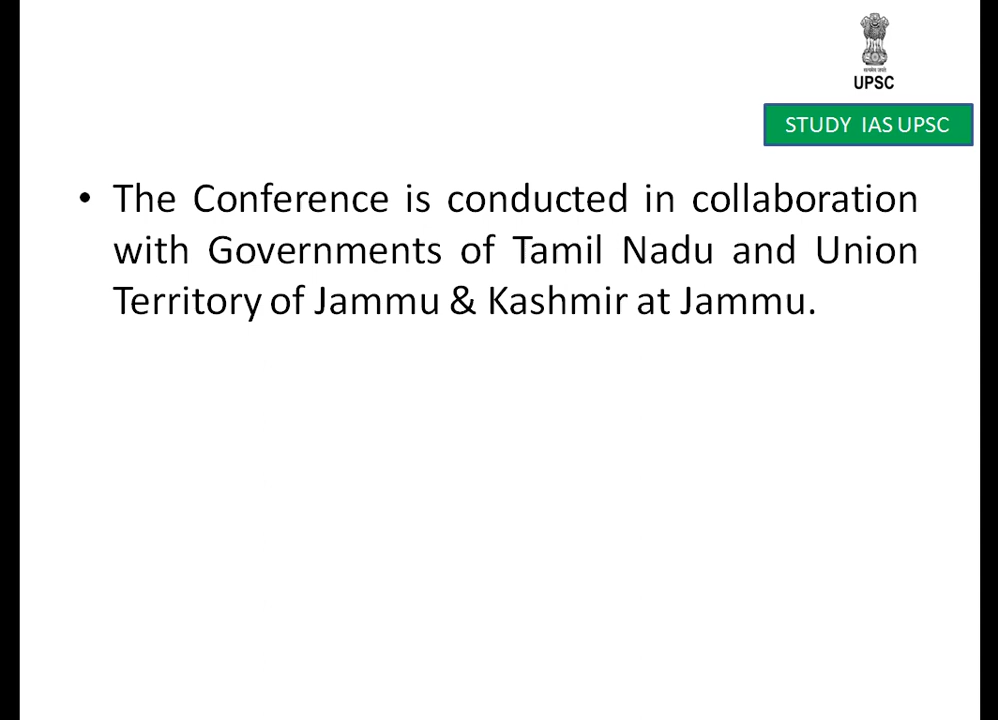 UPSC
STUDY IAS UPSC
• The Conference is conducted in collaboration
with Governments of Tamil Nadu and Union
Territory of Jammu & Kashmir at Jammu.